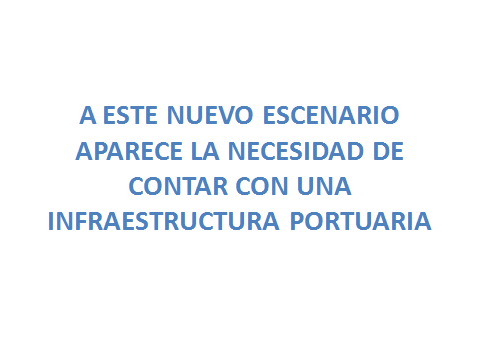 A ESTE NUEVO ESCENARIO
APARECE LA NECESIDAD DE
CONTAR CON UNA
INFRAESTRUCTURA PORTUARIA